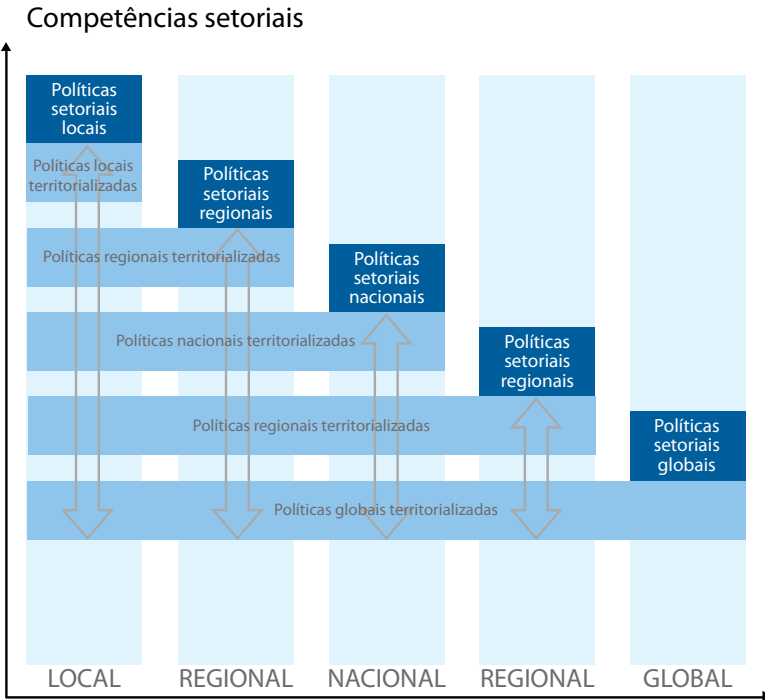 Competências setoriais
Políticas
setoriais
locais
Políticas locais
territorializadas
Políticas
setoriais
regionais
Políticas regionais territorializadas
Políticas
setoriais
nacionais
Políticas nacionais territorializadas
Políticas
setoriais
regionais
Políticas regionais territorializadas
Políticas
setoriais
globais
Políticas globais territorializadas
LOCAL REGIONAL NACIONAL REGIONAL GLOBAL